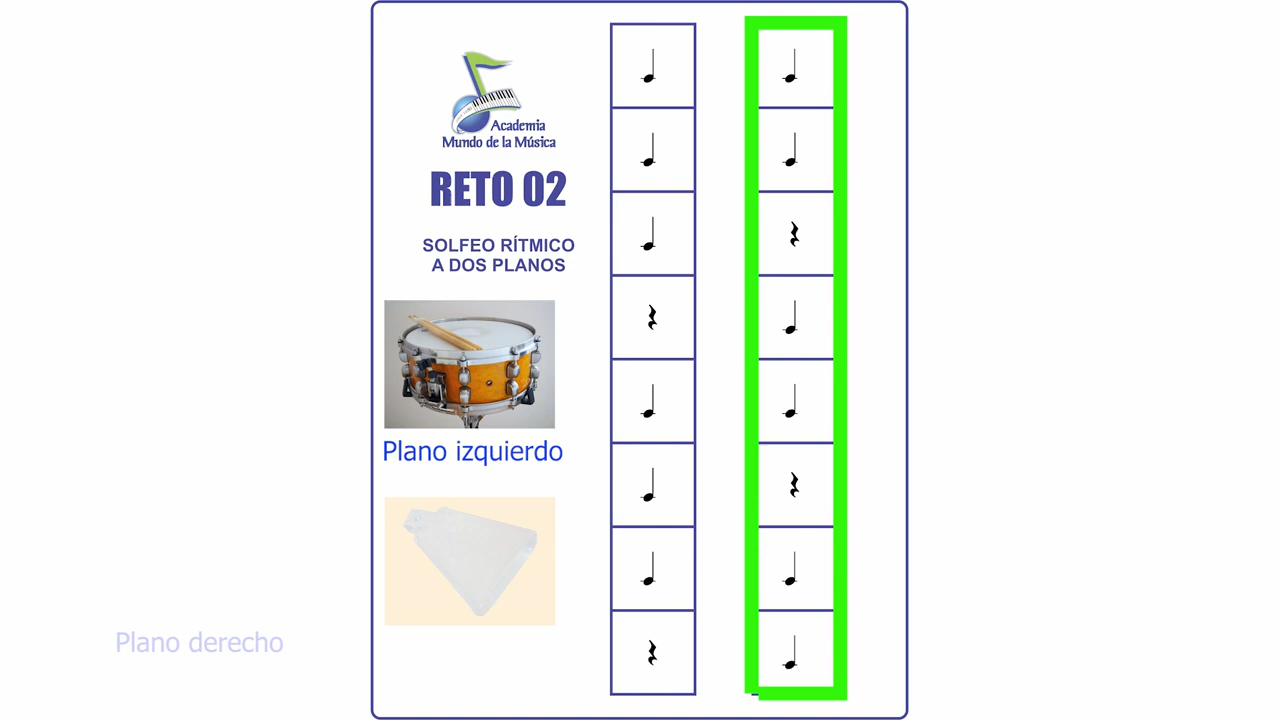 Academia
Mundo de la Música
RETO 02
SOLFEO RÍTMICO
A DOS PLANOS
Plano izquierdo
Plano derecho